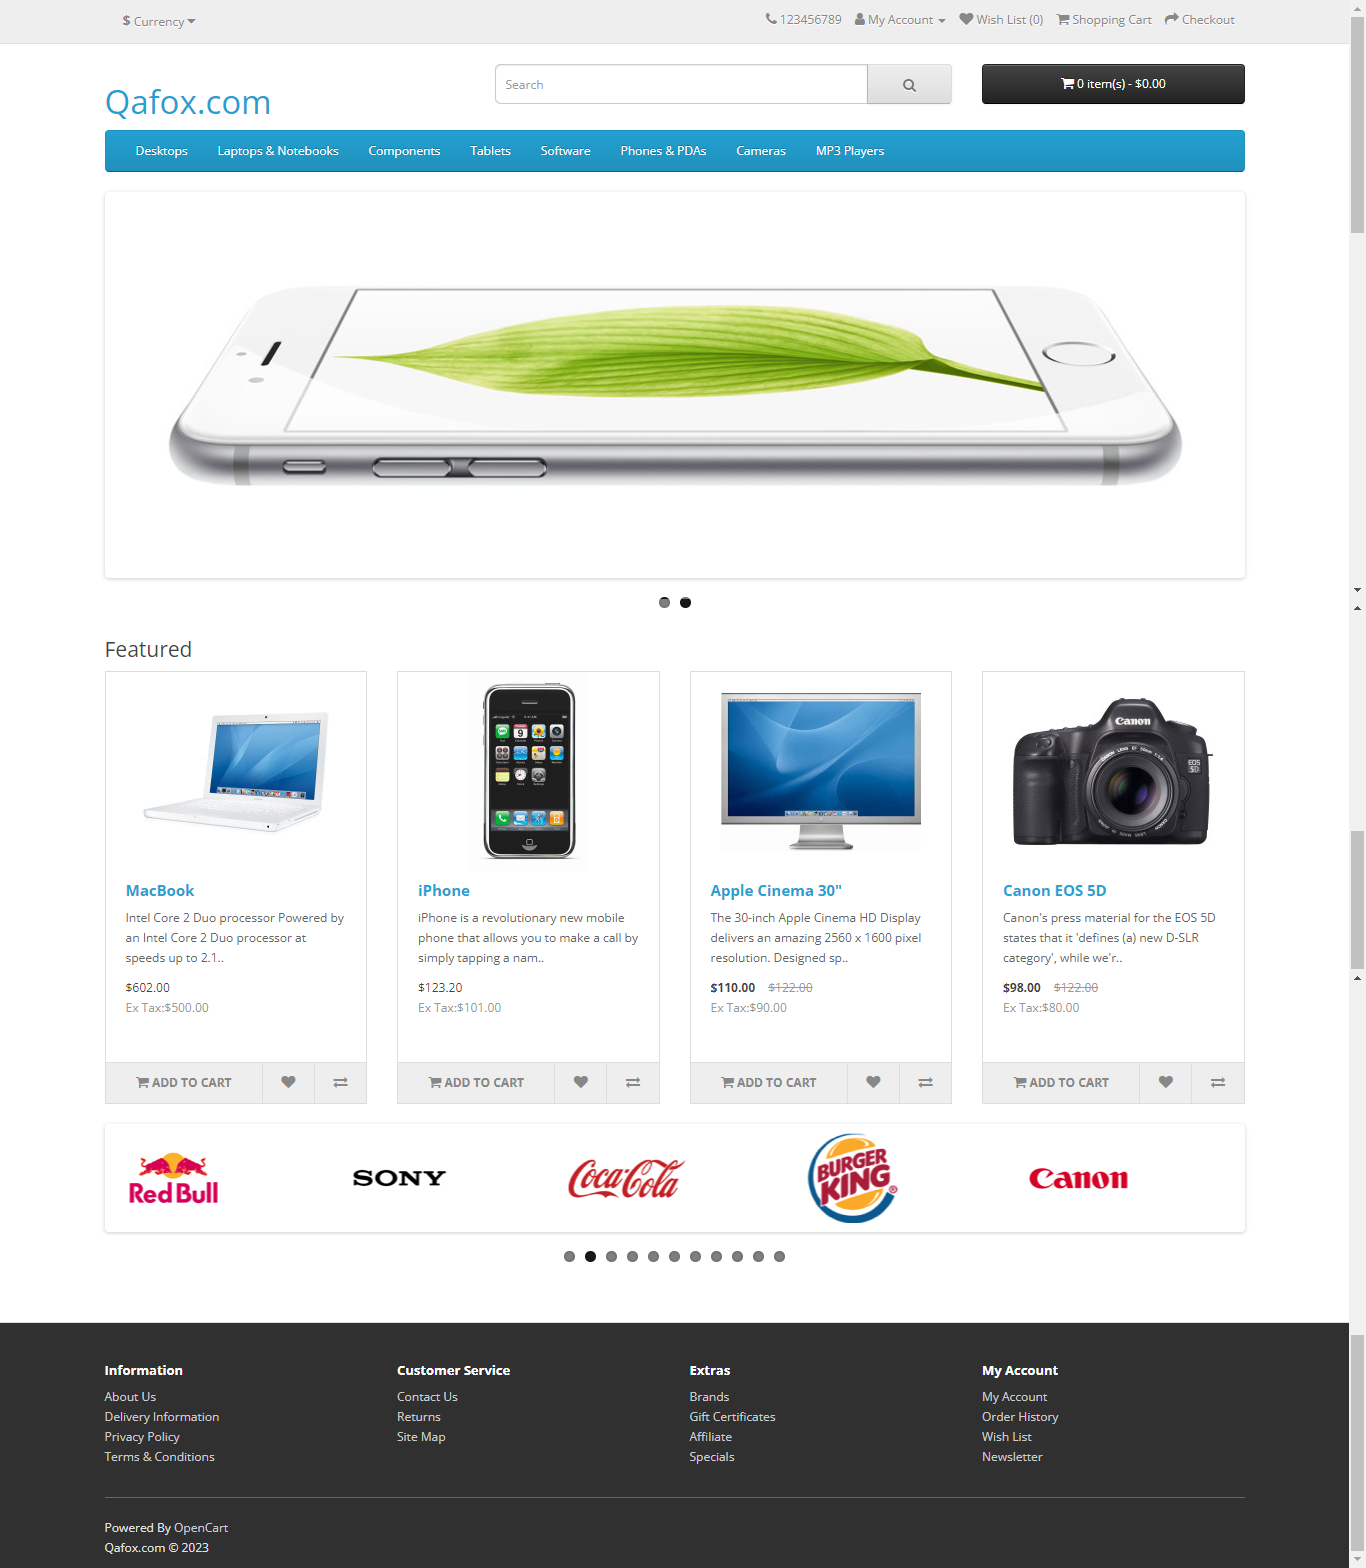 $ Currency
123456789 My Account Wish List (0) Shopping Cart Checkout
Qafox.com
Search
0 item(s) - $0.00
Desktops Laptops & Notebooks Components Tablets Software Phones & PDAs Cameras MP3 Players
Featured
MacBook
Intel Core 2 Duo processor Powered by
an Intel Core 2 Duo processor at
speeds up to 2.1..
$602.00
Ex Tax:$500.00
ADD TO CART
iPhone
iPhone is a revolutionary new mobile
phone that allows you to make a call by
simply tapping a nam..
$123.20
Ex Tax:$101.00
ADD TO CART
Apple Cinema 30"
The 30-inch Apple Cinema HD Display
delivers an amazing 2560 x 1600 pixel
resolution. Designed sp..
$110.00 $122.00
Ex Tax:$90.00
ADD TO CART
Canon
EOS
5D
Canon EOS 5D
Canon's press material for the EOS 5D
states that it 'defines (a) new D-SLR
category', while we'r..
$98.00 $122.00
Ex Tax:$80.00
ADD TO CART
Red Bull
SONY
Coca-Cola
BURGER
KING
Canon
Information
About Us
Delivery Information
Privacy Policy
Terms & Conditions
Customer Service
Contact Us
Returns
Site Map
Extras
Brands
Gift Certificates
Affiliate
Specials
My Account
My Account
Order History
Wish List
Newsletter
Powered By OpenCart
Qafox.com © 2023